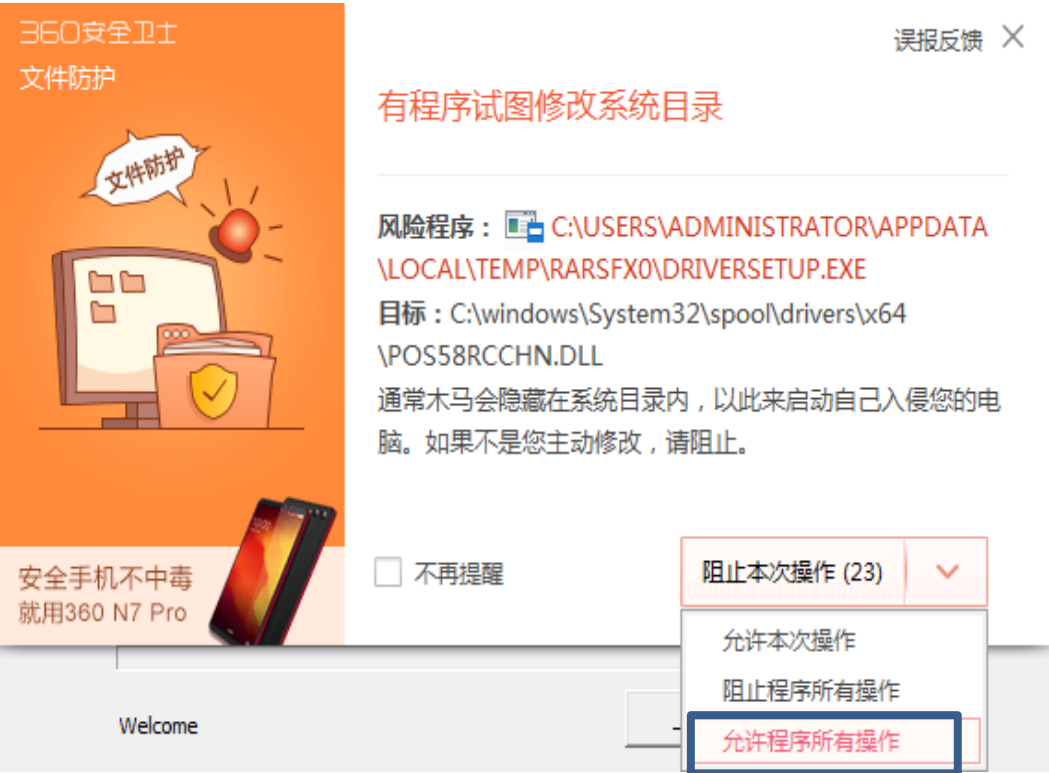 360安全卫士
文件防护
文件防护
安全手机不中毒
就用360 N7 Pro
误报反馈
有程序试图修改系统目录
风险程序： C:\USERS\ADMINISTRATOR\APPDATA
\LOCAL\TEMP\RARSFX0\DRIVERSETUP.EXE
目标：C:\windows\System32\spool\drivers\x64
\POS58RCCHN.DLL
通常木马会隐藏在系统目录内，以此来启动自己入侵您的电
脑。如果不是您主动修改，请阻止。
不再提醒
阻止本次操作 (23)
允许本次操作
阻止程序所有操作
允许程序所有操作
Welcome